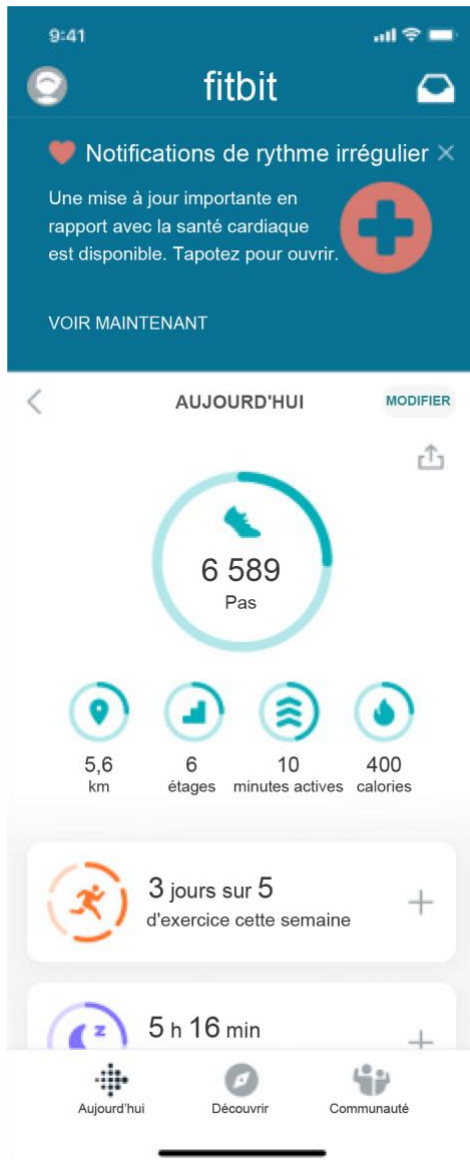 9:41
fitbit
Notifications de rythme irrégulier
Une mise à jour importante en
rapport avec la santé cardiaque
est disponible. Tapotez pour ouvrir.
VOIR MAINTENANT
AUJOURD'HUI
MODIFIER
6 589
Pas
5,6
km
6
étages
10
minutes actives
400
calories
3 jours sur 5
d'exercice cette semaine
z
5 h 16 min
Aujourd'hui
Découvrir
Communauté